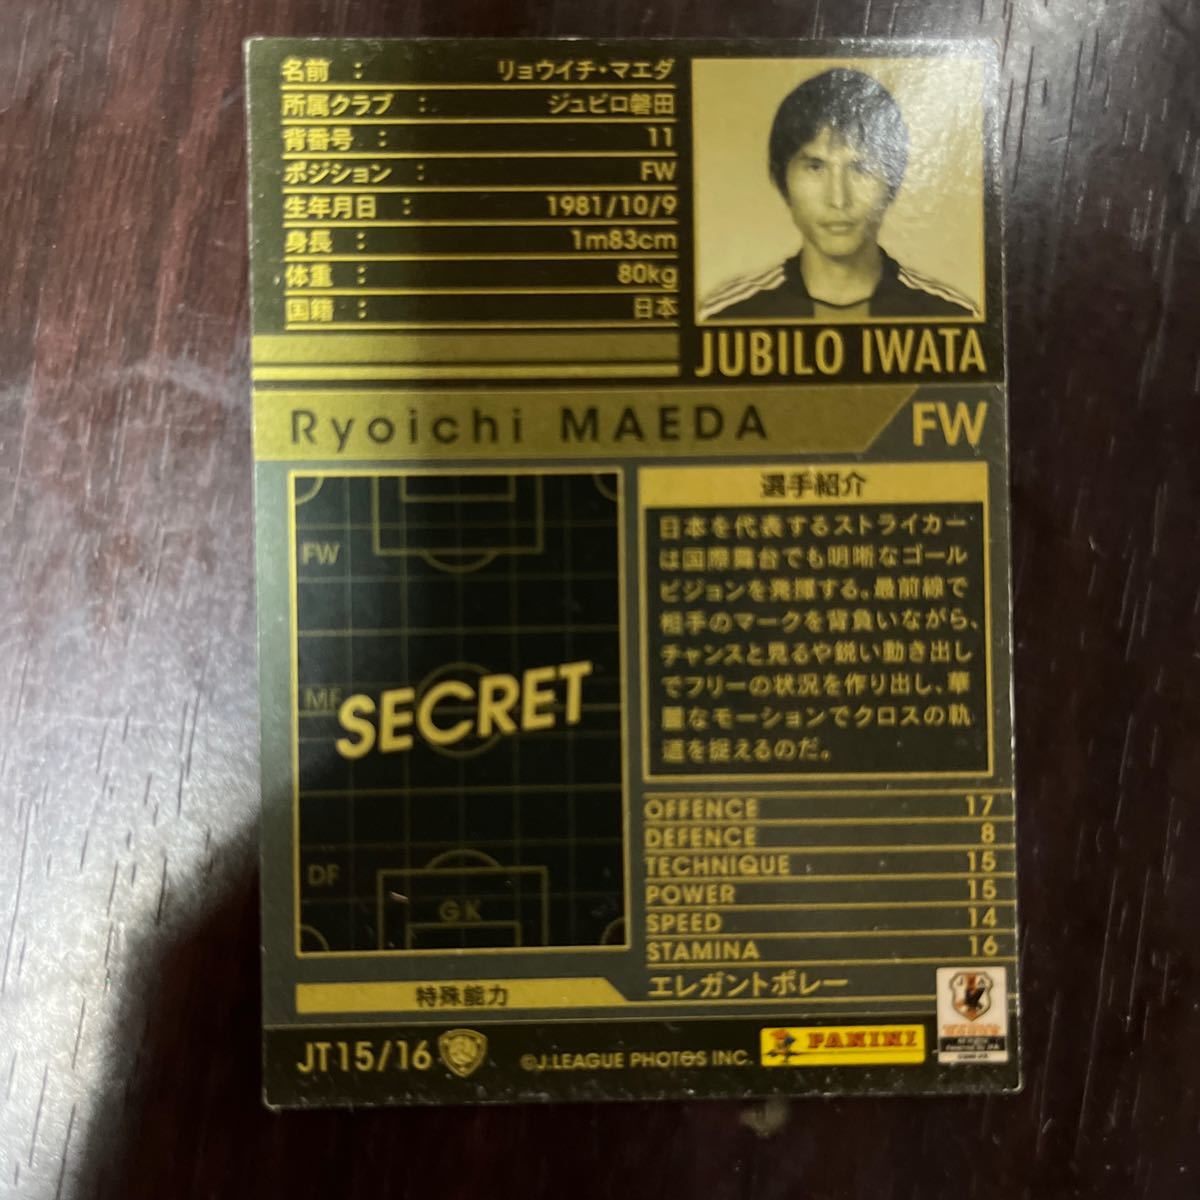 名前 : リョウイチ・マエダ
所属クラブ : ジュビロ磐田
背番号 : 11
ポジション : FW
生年月日 : 1981/10/9
身長 : 1m83cm
体重 : 80kg
国籍 : 日本
JUBILO IWATA
Ryoichi MAEDA FW
FW
MF
SECRET
DF
GK
選手紹介
日本を代表するストライカー
は国際舞台でも明晰なゴール
ビジョンを発揮する。最前線で
相手のマークを背負いながら、
チャンスと見るや鋭い動き出し
でフリーの状況を作り出し、華
麗なモーションでクロスの軌
道を捉えるのだ。
OFFENCE 17
DEFENCE 8
TECHNIQUE 15
POWER 15
SPEED 14
STAMINA 16
特殊能力 エレガントボレー
JT15/16 ©J.LEAGUE PHOTOS INC. PANINI